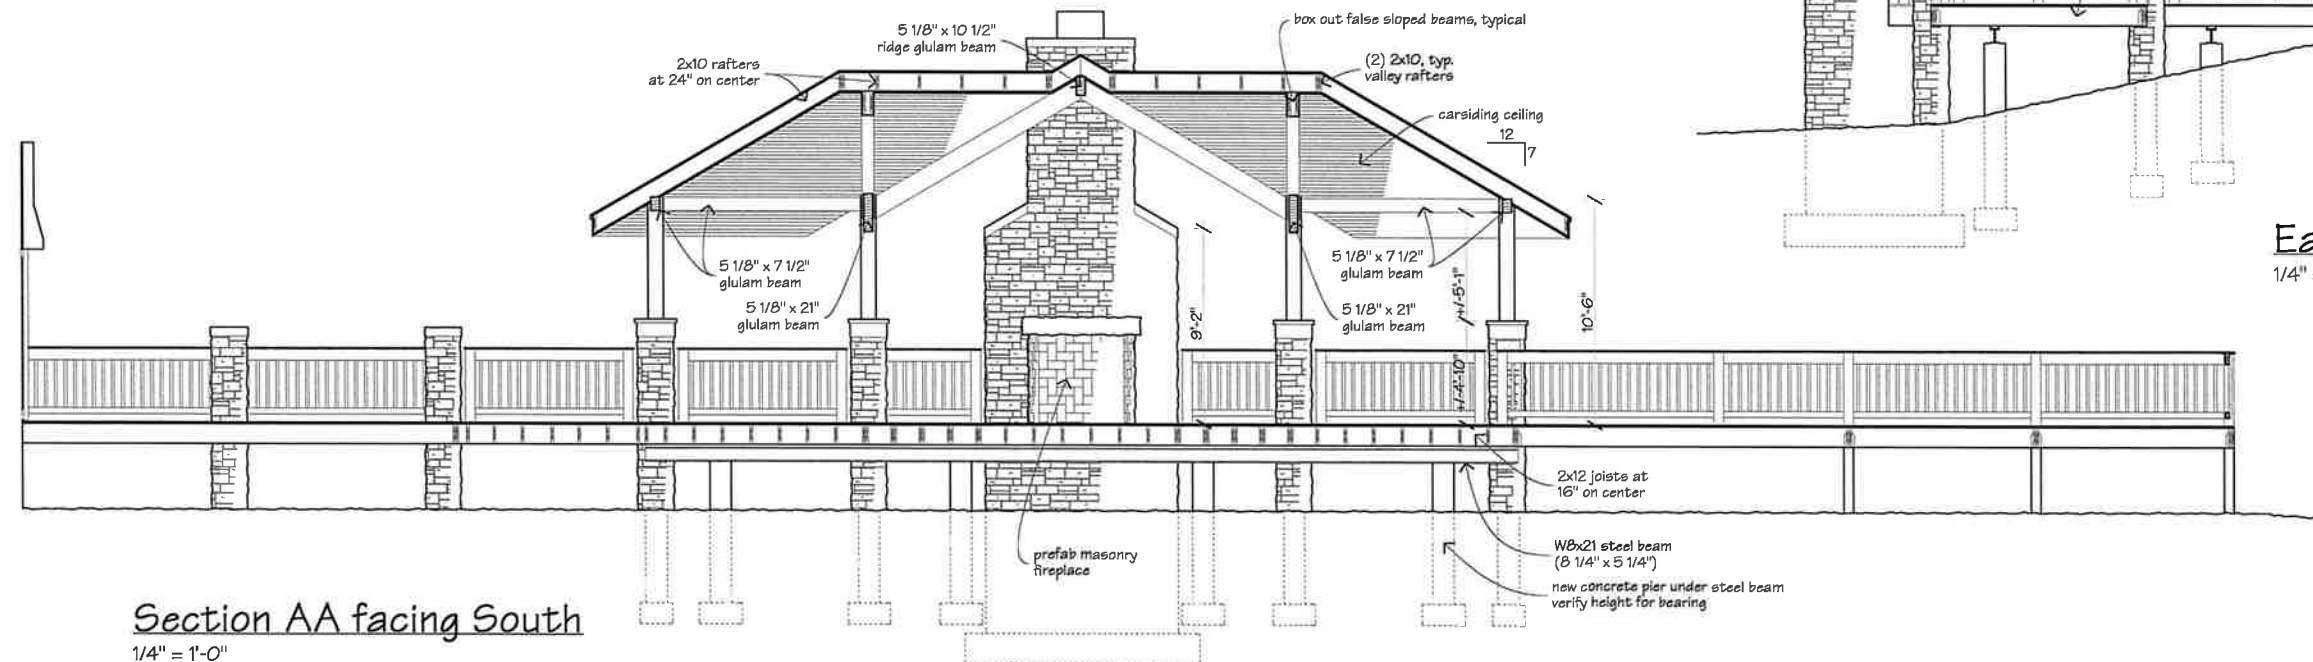 5 1/8" x 10 1/2"
ridge glulam beam
2x10 rafters
at 24" on center
box out false sloped beams, typical
(2) 2x10, typ.
valley rafters
carsiding ceiling
12
7
5 1/8" x 7 1/2"
glulam beam
5 1/8" x 21"
glulam beam
5 1/8" x 7 1/2"
glulam beam
5 1/8" x 21"
glulam beam
9'-2"
+/-5'-1"
+/-4'-10"
10'-6"
2x12 joists at
16" on center
W8x21 steel beam
(8 1/4" x 5 1/4")
new concrete pier under steel beam
verify height for bearing
prefab masonry
fireplace
Section AA facing South
1/4" = 1'-0"
Ea
1/4"